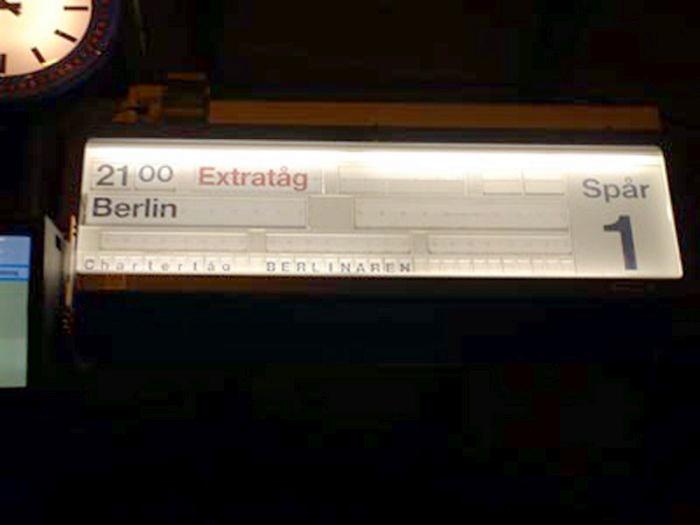 21 00 Extratåg
Spår
Berlin
1
Chartertåg BERLINAREN